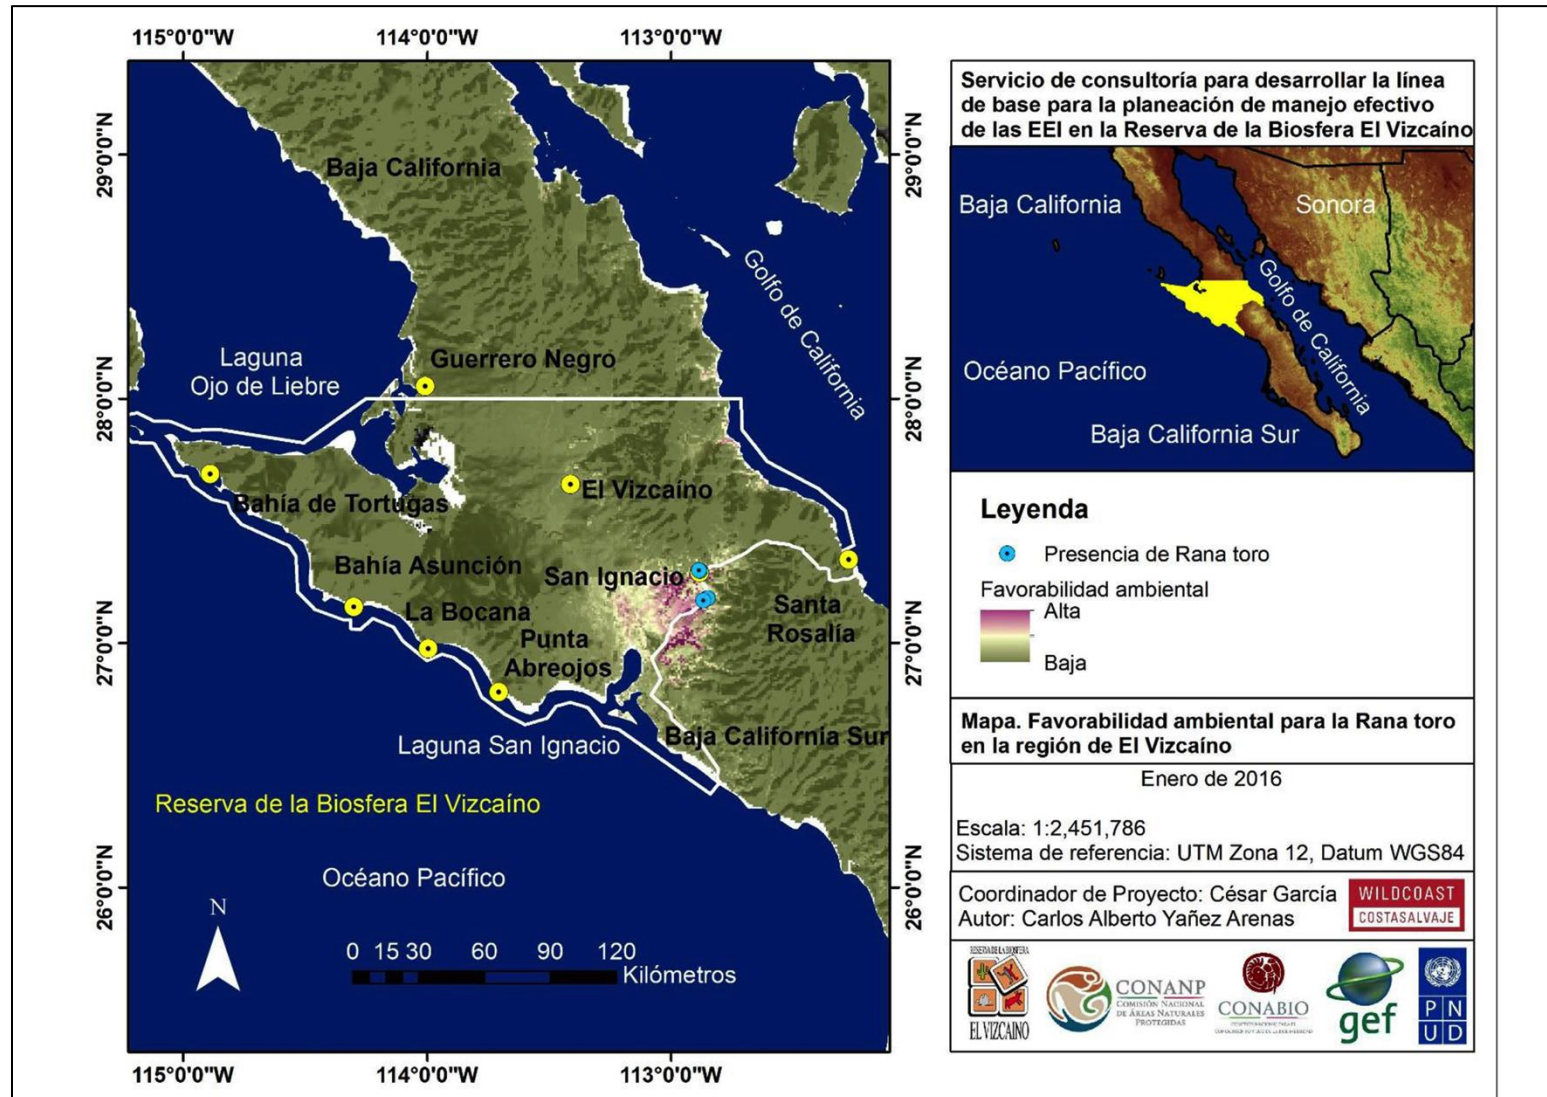 115°0'0"W 114°0'0"W 113°0'0"W
29°0'0"N
28°0'0"N
27°0'0"N
26°0'0"N
Baja California
Golfo de California
Laguna
Ojo de Liebre
Guerrero Negro
El Vizcaíno
Bahía de Tortugas
Bahía Asunción
San Ignacio
La Bocana
Santa
Rosalía
Punta
Abreojos
Baja California Sur
Laguna San Ignacio
Reserva de la Biosfera El Vizcaíno
Océano Pacífico
N
0 15 30 60 90 120
Kilómetros
29°0'0"N
28°0'0"N
27°0'0"N
26°0'0"N
115°0'0"W 114°0'0"W 113°0'0"W
Servicio de consultoría para desarrollar la línea
de base para la planeación de manejo efectivo
de las EEI en la Reserva de la Biosfera El Vizcaíno
Baja California
Sonora
Golfo de California
Océano Pacífico
Baja California Sur
Leyenda
Presencia de Rana toro
Favorabilidad ambiental
Alta
Baja
Mapa. Favorabilidad ambiental para la Rana toro
en la región de El Vizcaíno
Enero de 2016
Escala: 1:2,451,786
Sistema de referencia: UTM Zona 12, Datum WGS84
Coordinador de Proyecto: César García
Autor: Carlos Alberto Yañez Arenas
WILDCOAST
COSTASALVAJE
RESERVA DE LA BIOSFERA
EL VIZCAINO
CONANP
COMISIÓN NACIONAL
DE ÁREAS NATURALES
PROTEGIDAS
CONABIO
gef
P N
U D